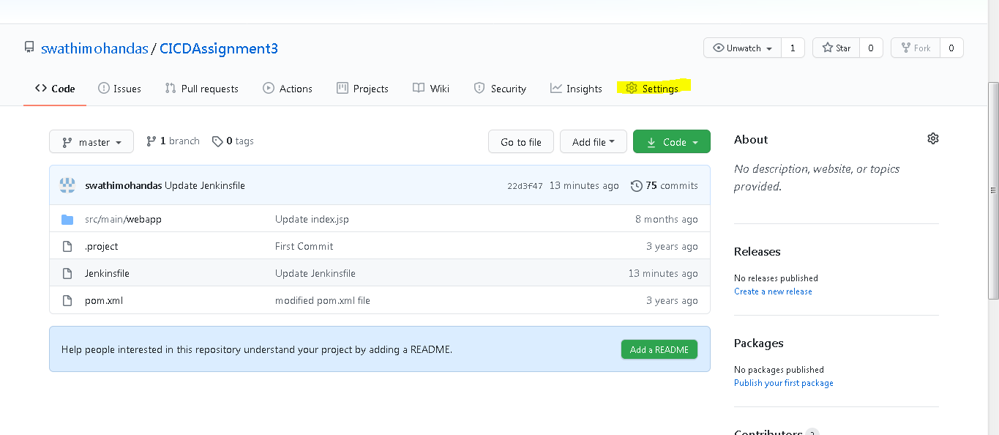 swathimohandas / CICDAssignment3
Unwatch 1 Star 0 Fork 0
Code Issues Pull requests Actions Projects Wiki Security Insights Settings
master 1 branch 0 tags Go to file Add file Code
swathimohandas Update Jenkinsfile 22d3f47 13 minutes ago 75 commits
src/main/webapp Update index.jsp 8 months ago
.project First Commit 3 years ago
Jenkinsfile Update Jenkinsfile 13 minutes ago
pom.xml modified pom.xml file 3 years ago
Help people interested in this repository understand your project by adding a README. Add a README
About
No description, website, or topics
provided.
Releases
No releases published
Create a new release
Packages
No packages published
Publish your first package
Contributors